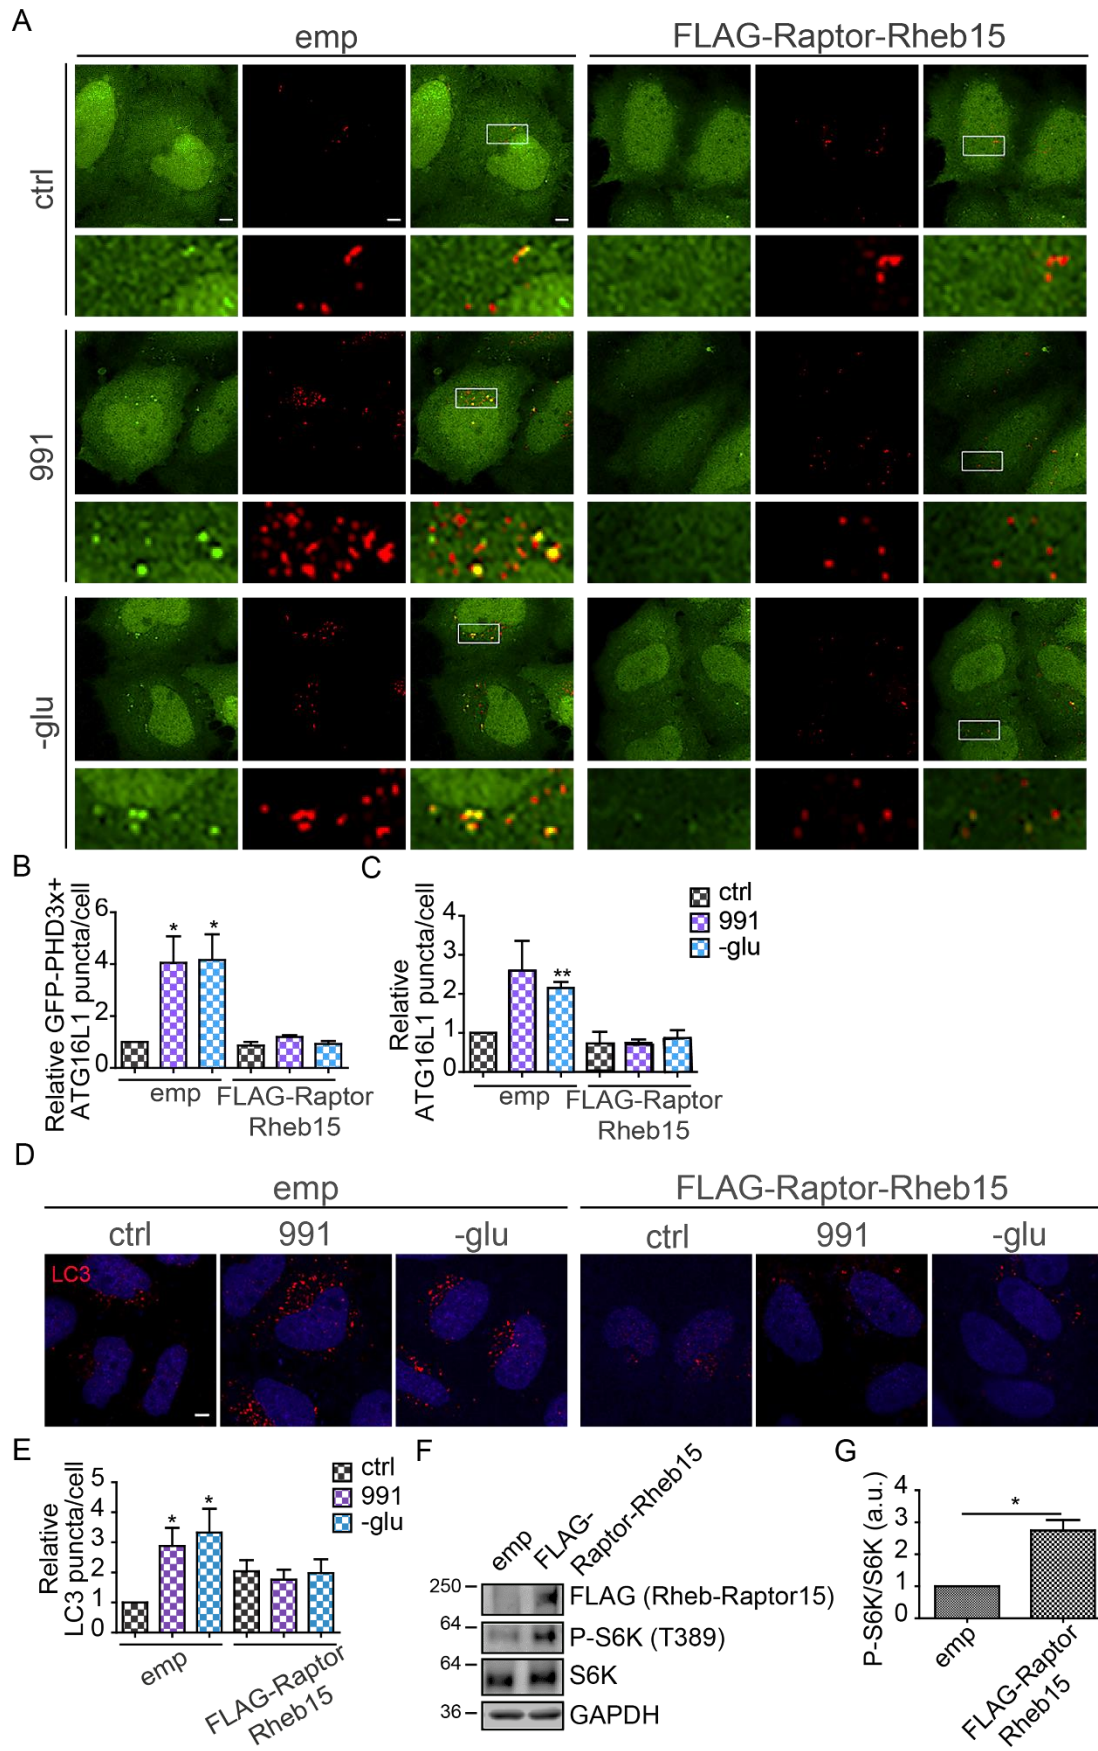 A
emp
FLAG-Raptor-Rheb15
ctrl
991
-glu
B
Relative GFP-PHD3x+
ATG16L1 puncta/cell
6
4
2
0
*
*
emp
FLAG-Raptor
Rheb15
C
Relative
ATG16L1 puncta/cell
4
3
2
1
0
**
emp
FLAG-Raptor
Rheb15
ctrl
991
-glu
D
emp
FLAG-Raptor-Rheb15
ctrl
991
-glu
ctrl
991
-glu
LC3
E
Relative
LC3 puncta/cell
5
4
3
2
1
0
*
*
emp
FLAG-Raptor
Rheb15
ctrl
991
-glu
F
emp
FLAG-
Raptor-Rheb15
250
FLAG (Rheb-Raptor15)
64
P-S6K (T389)
64
S6K
36
GAPDH
G
P-S6K/S6K (a.u.)
4
3
2
1
0
*
emp
FLAG-Raptor
Rheb15